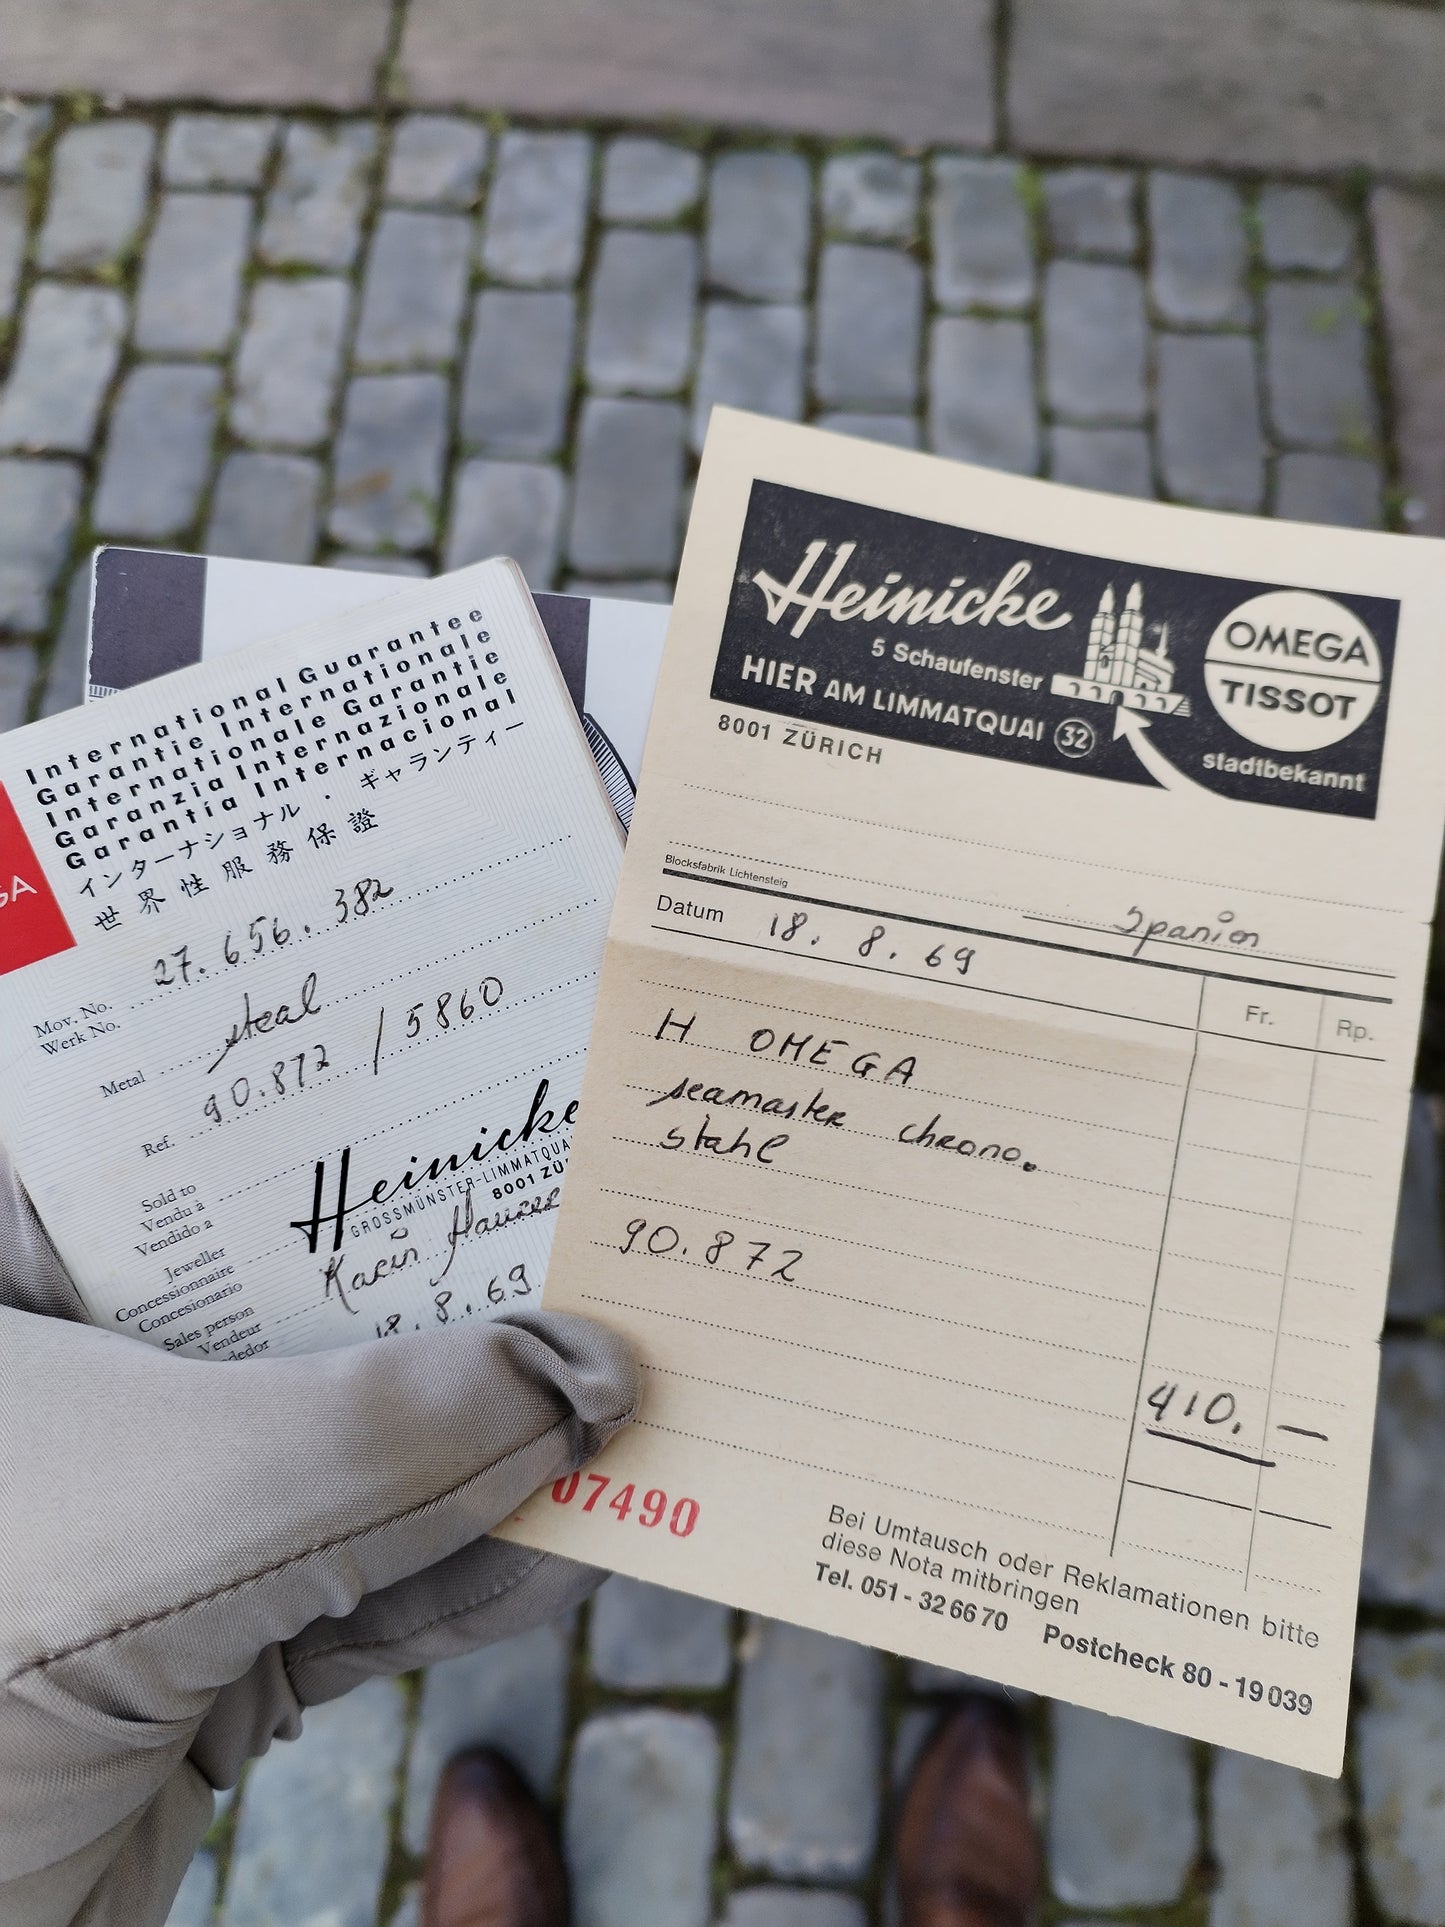 International Guarantee
Garantie Internationale
Internationale Garantie
Garanzia Internazionale
Garantía Internacional
インターナショナル・ギャランティー
世界性服務保證
GA
Mov. No.
Werk No.
27.656.382
Metal
steal
Ref.
90.872 / 5860
Sold to
Vendu à
Vendido a
Jeweller
Concessionnaire
Concesionario
Heinicke
GROSSMÜNSTER-LIMMATQUA
8001 ZÜ
Sales person
Vendeur
dedor
Karin Hauser
18.8.69
Heinicke
5 Schaufenster
HIER AM LIMMATQUAI 32
OMEGA
TISSOT
stadtbekannt
8001 ZÜRICH
Blocksfabrik Lichtensteig
Spanien
Datum 18. 8. 69
Fr. Rp.
H OMEGA
seamaster chrono.
stahl
90.872
410. —
07490
Bei Umtausch oder Reklamationen bitte
diese Nota mitbringen
Tel. 051 - 32 66 70 Postcheck 80 - 19 039